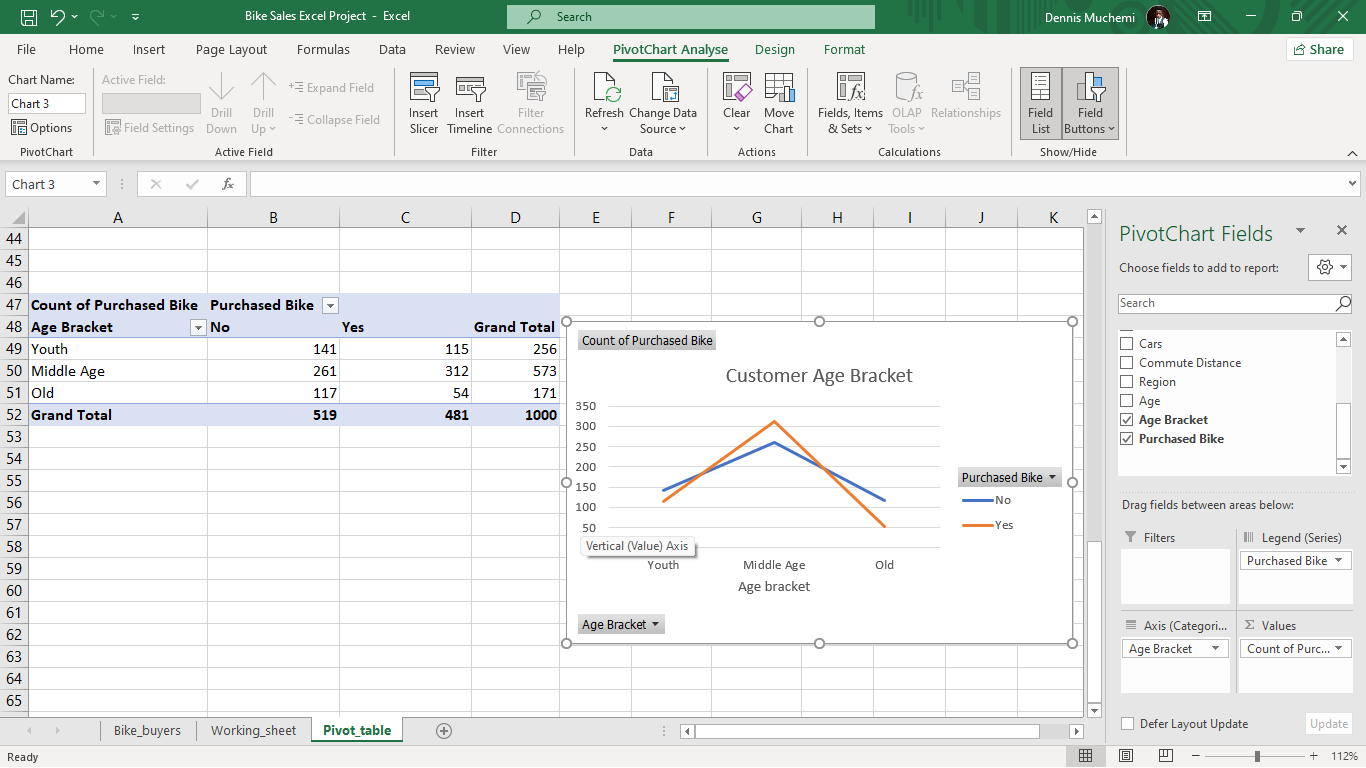 Bike Sales Excel Project - Excel
Search
Dennis Muchemi
File Home Insert Page Layout Formulas Data Review View Help PivotChart Analyse Design Format Share
Chart Name:
Chart 3
Options
PivotChart
Active Field:
Field Settings
Drill Down
Drill Up
Expand Field
Collapse Field
Active Field
Insert Slicer
Insert Timeline
Filter Connections
Filter
Refresh
Change Data Source
Data
Clear
Move Chart
Actions
Fields, Items & Sets
OLAP Tools
Relationships
Calculations
Field List
Field Buttons
Show/Hide
Chart 3
fx
A B C D E F G H I J K
44
45
46
47 Count of Purchased Bike Purchased Bike
48 Age Bracket No Yes Grand Total
49 Youth 141 115 256
50 Middle Age 261 312 573
51 Old 117 54 171
52 Grand Total 519 481 1000
53
54
55
56
57
58
59
60
61
62
63
64
65
Count of Purchased Bike
Customer Age Bracket
350
300
250
200
150
100
50
Vertical (Value) Axis
Youth Middle Age Old
Age bracket
Purchased Bike
No
Yes
Age Bracket
PivotChart Fields
Choose fields to add to report:
Search
Cars
Commute Distance
Region
Age
Age Bracket
Purchased Bike
Drag fields between areas below:
Filters
Legend (Series)
Purchased Bike
Axis (Categori...
Age Bracket
Σ Values
Count of Purc...
Defer Layout Update
Update
Bike_buyers Working_sheet Pivot_table
Ready
112%